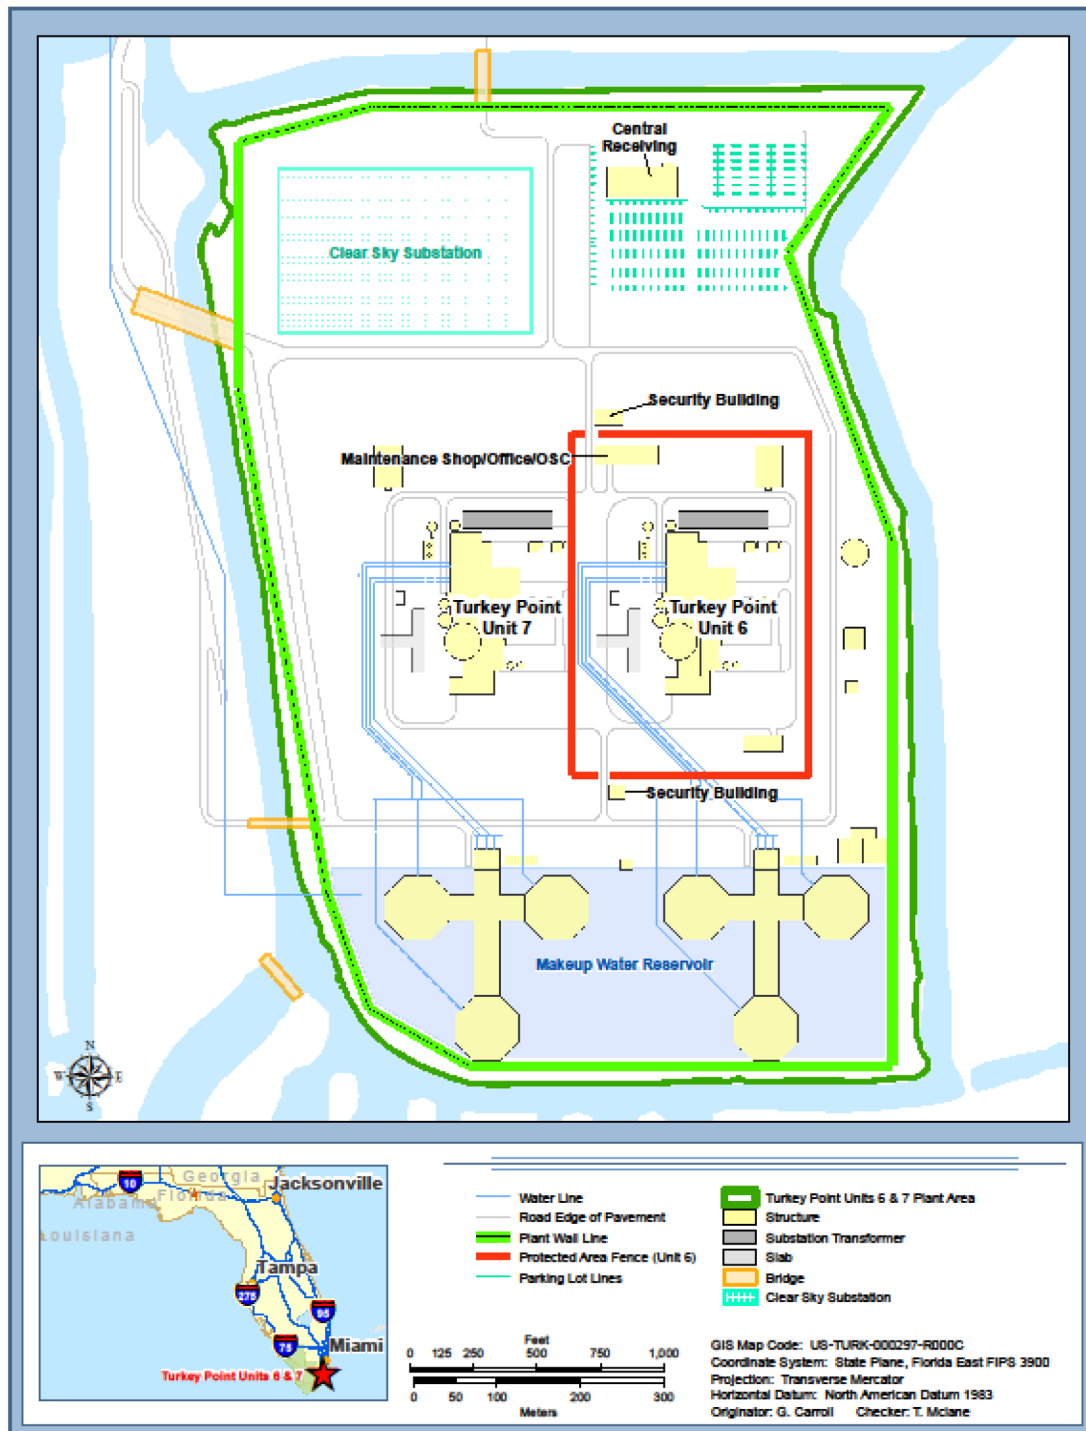 Central
Receiving
Clear Sky Substation
Security Building
Maintenance Shop/Office/OSC
Turkey Point
Unit 7
Turkey Point
Unit 6
Security Building
Makeup Water Reservoir
N
W E
S
Georgia
10
Jacksonville
Alabama
Florida
Louisiana
Tampa
275
95
75
Miami
Turkey Point Units 6 & 7
Water Line
Road Edge of Pavement
Plant Wall Line
Protected Area Fence (Unit 6)
Parking Lot Lines
Turkey Point Units 6 & 7 Plant Area
Structure
Substation Transformer
Slab
Bridge
Clear Sky Substation
Feet
0 125 250 500 750 1,000
0 50 100 200 300
Meters
GIS Map Code: US-TURK-000297-R000C
Coordinate System: State Plane, Florida East FIPS 3900
Projection: Transverse Mercator
Horizontal Datum: North American Datum 1983
Originator: G. Carroll Checker: T. Mclane